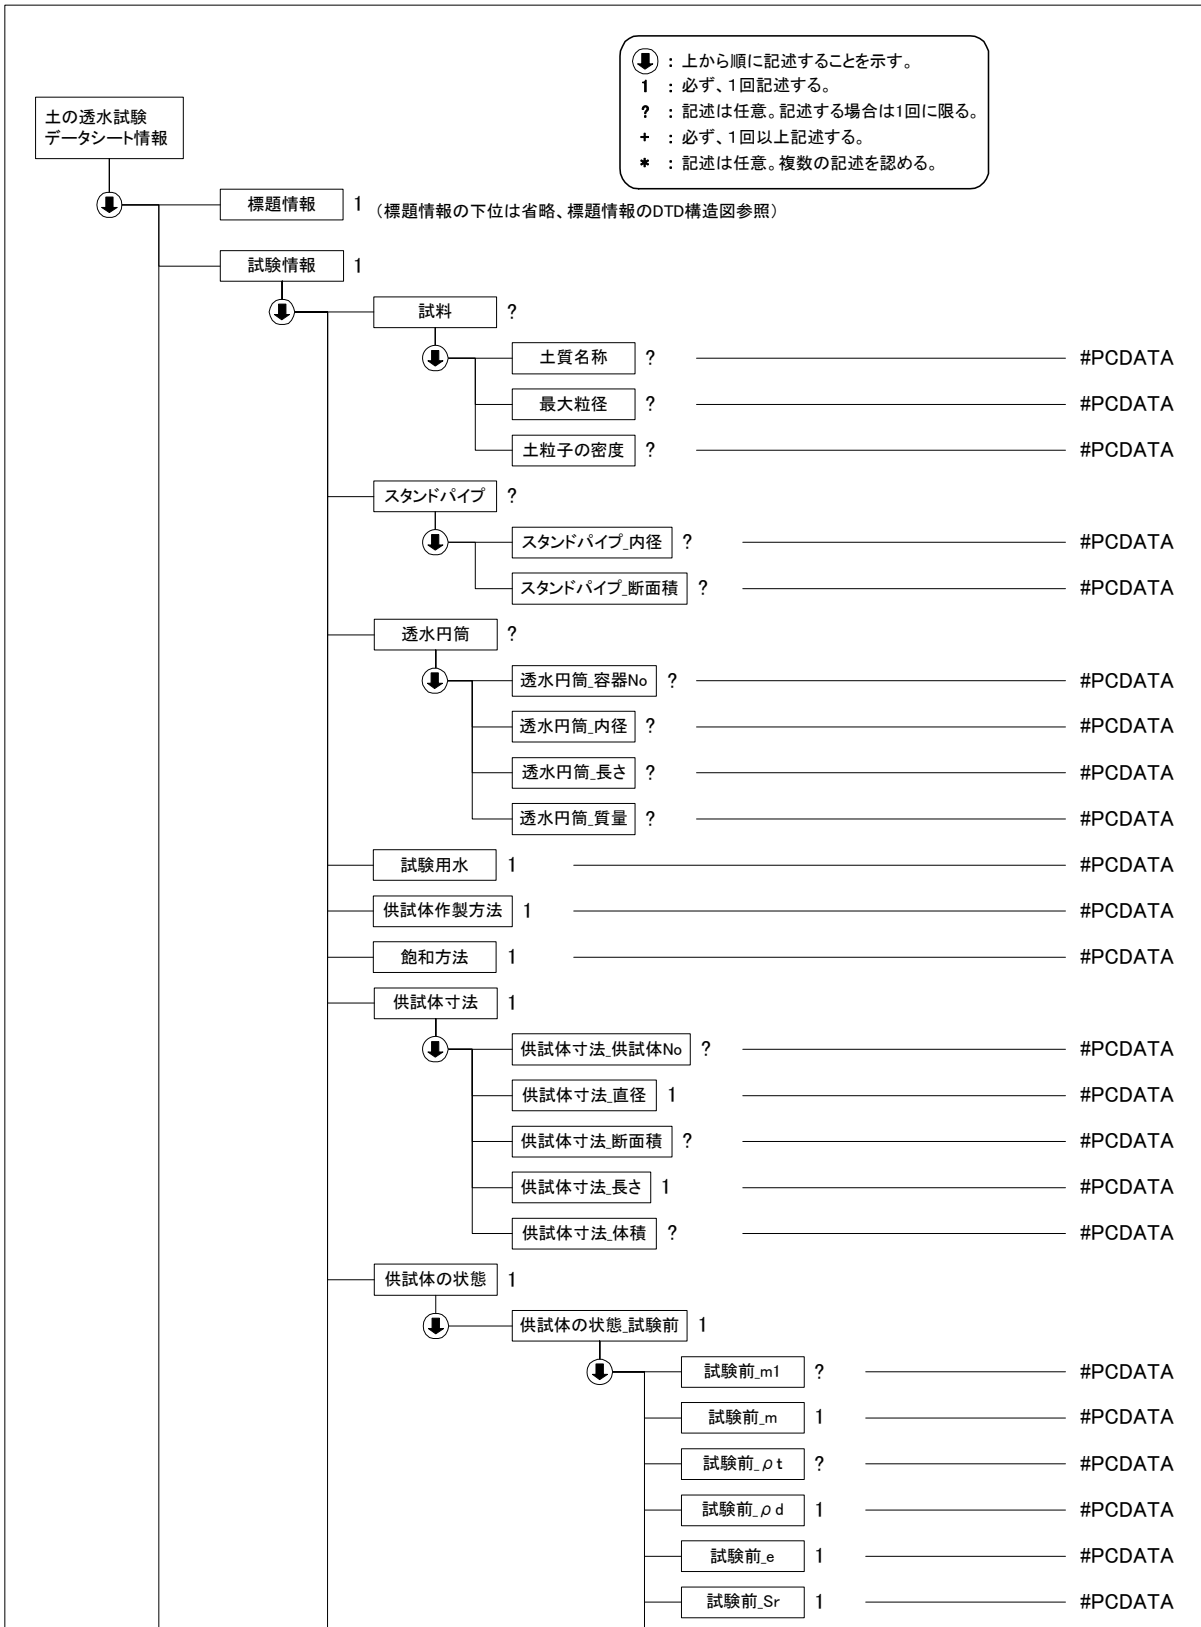 ⬇ : 上から順に記述することを示す。
1 : 必ず、1回記述する。
? : 記述は任意。記述する場合は1回に限る。
+ : 必ず、1回以上記述する。
* : 記述は任意。複数の記述を認める。
土の透水試験
データシート情報
標題情報 1 (標題情報の下位は省略、標題情報のDTD構造図参照)
試験情報 1
試料 ?
土質名称 ? #PCDATA
最大粒径 ? #PCDATA
土粒子の密度 ? #PCDATA
スタンドパイプ ?
スタンドパイプ_内径 ? #PCDATA
スタンドパイプ_断面積 ? #PCDATA
透水円筒 ?
透水円筒_容器No ? #PCDATA
透水円筒_内径 ? #PCDATA
透水円筒_長さ ? #PCDATA
透水円筒_質量 ? #PCDATA
試験用水 1 #PCDATA
供試体作製方法 1 #PCDATA
飽和方法 1 #PCDATA
供試体寸法 1
供試体寸法_供試体No ? #PCDATA
供試体寸法_直径 1 #PCDATA
供試体寸法_断面積 ? #PCDATA
供試体寸法_長さ 1 #PCDATA
供試体寸法_体積 ? #PCDATA
供試体の状態 1
供試体の状態_試験前 1
試験前_m1 ? #PCDATA
試験前_m 1 #PCDATA
試験前_ρt ? #PCDATA
試験前_ρd 1 #PCDATA
試験前_e 1 #PCDATA
試験前_Sr 1 #PCDATA